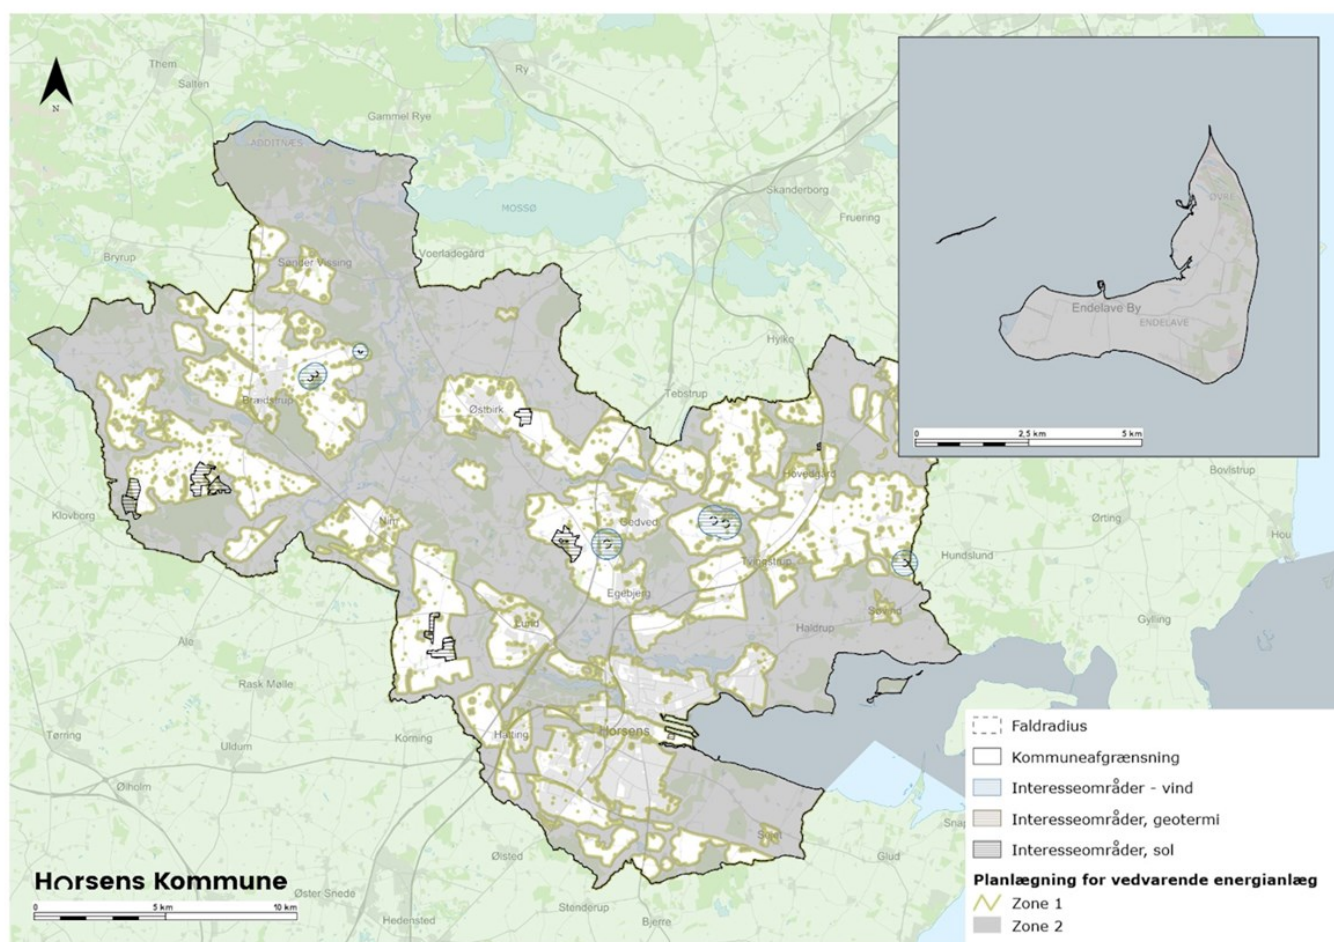 Them
Salten
Ry
N
Gammel Rye
ADDITNÆS
Skanderborg
MOSSØ
Fruering
ØVRE
Bryrup
Voerladegård
Sønder Vissing
Endelave By
ENDELAVE
Hylke
Tebstrup
Brædstrup
Østbirk
0 2,5 km 5 km
Hovedgård
Bovlstrup
Klovborg
Nim
Gedved
Ørting
Hou
Hundslund
Tvingstrup
Egebjerg
Søvind
Lund
Haldrup
Gylling
Ale
Rask Mølle
Tørring
Uldum
Korning
Hatting
Horsens
Ølholm
Faldradius
Kommuneafgrænsning
Interesseområder - vind
Interesseområder, geotermi
Interesseområder, sol
Snap
Sejet
Ølsted
Glud
Horsens Kommune
Øster Snede
0 5 km 10 km
Hedensted
Stenderup
Bjerre
Planlægning for vedvarende energianlæg
Zone 1
Zone 2